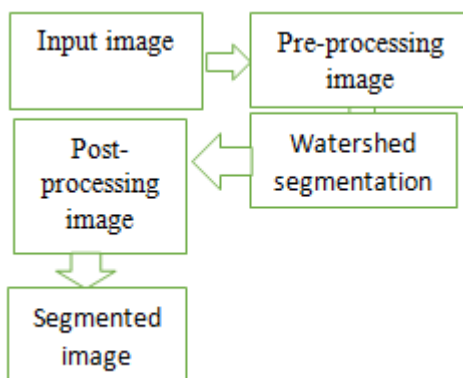 Input image
Pre-processing
image
Watershed
segmentation
Post-
processing
image
Segmented
image